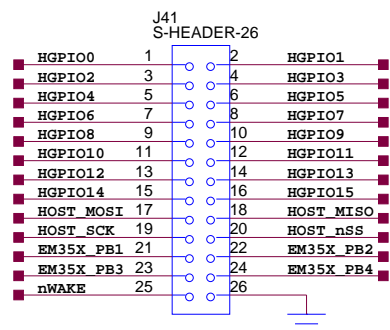 J41
S-HEADER-26
HGPIO0 1 2 HGPIO1
HGPIO2 3 4 HGPIO3
HGPIO4 5 6 HGPIO5
HGPIO6 7 8 HGPIO7
HGPIO8 9 10 HGPIO9
HGPIO10 11 12 HGPIO11
HGPIO12 13 14 HGPIO13
HGPIO14 15 16 HGPIO15
HOST_MOSI 17 18 HOST_MISO
HOST_SCK 19 20 HOST_nSS
EM35X_PB1 21 22 EM35X_PB2
EM35X_PB3 23 24 EM35X_PB4
nWAKE 25 26